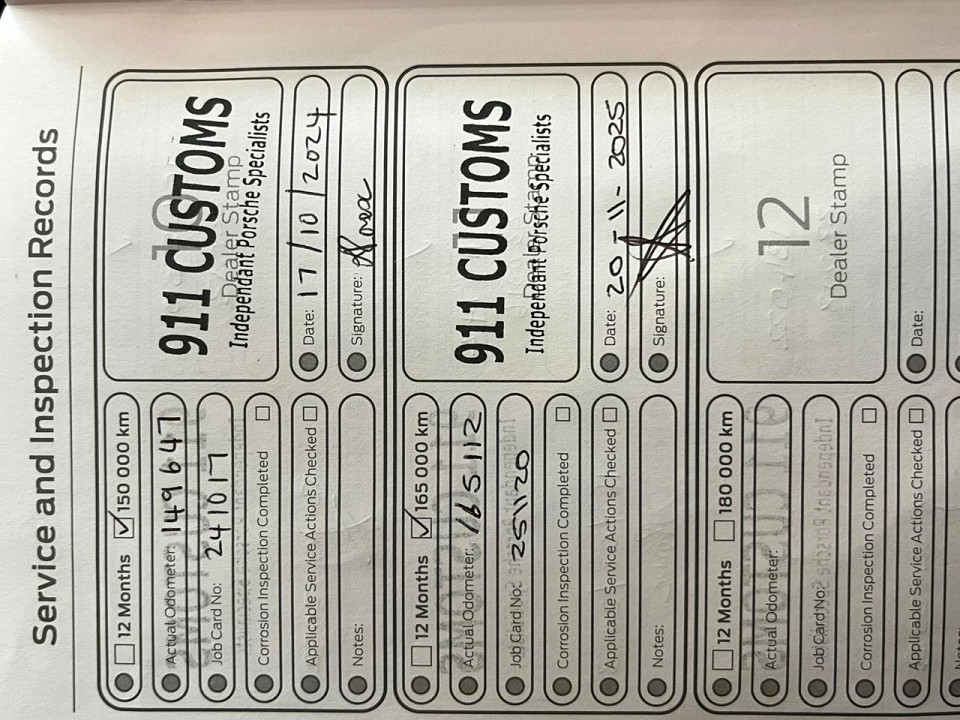 Service and Inspection Records
12 Months 150 000 km
Actual Odometer: 149647
Job Card No: 241017
Corrosion Inspection Completed
Applicable Service Actions Checked
Notes:
10
Dealer Stamp
911 CUSTOMS
Independant Porsche Specialists
Date: 17/10/2024
Signature:
12 Months 165 000 km
Actual Odometer: 165112
Job Card No: 251120
Corrosion Inspection Completed
Applicable Service Actions Checked
Notes:
Dealer Stamp
911 CUSTOMS
Independant Porsche Specialists
Date: 20-11-2025
Signature:
12 Months 180 000 km
Actual Odometer:
Job Card No:
Corrosion Inspection Completed
Applicable Service Actions Checked
Notes:
12
Dealer Stamp
Date: